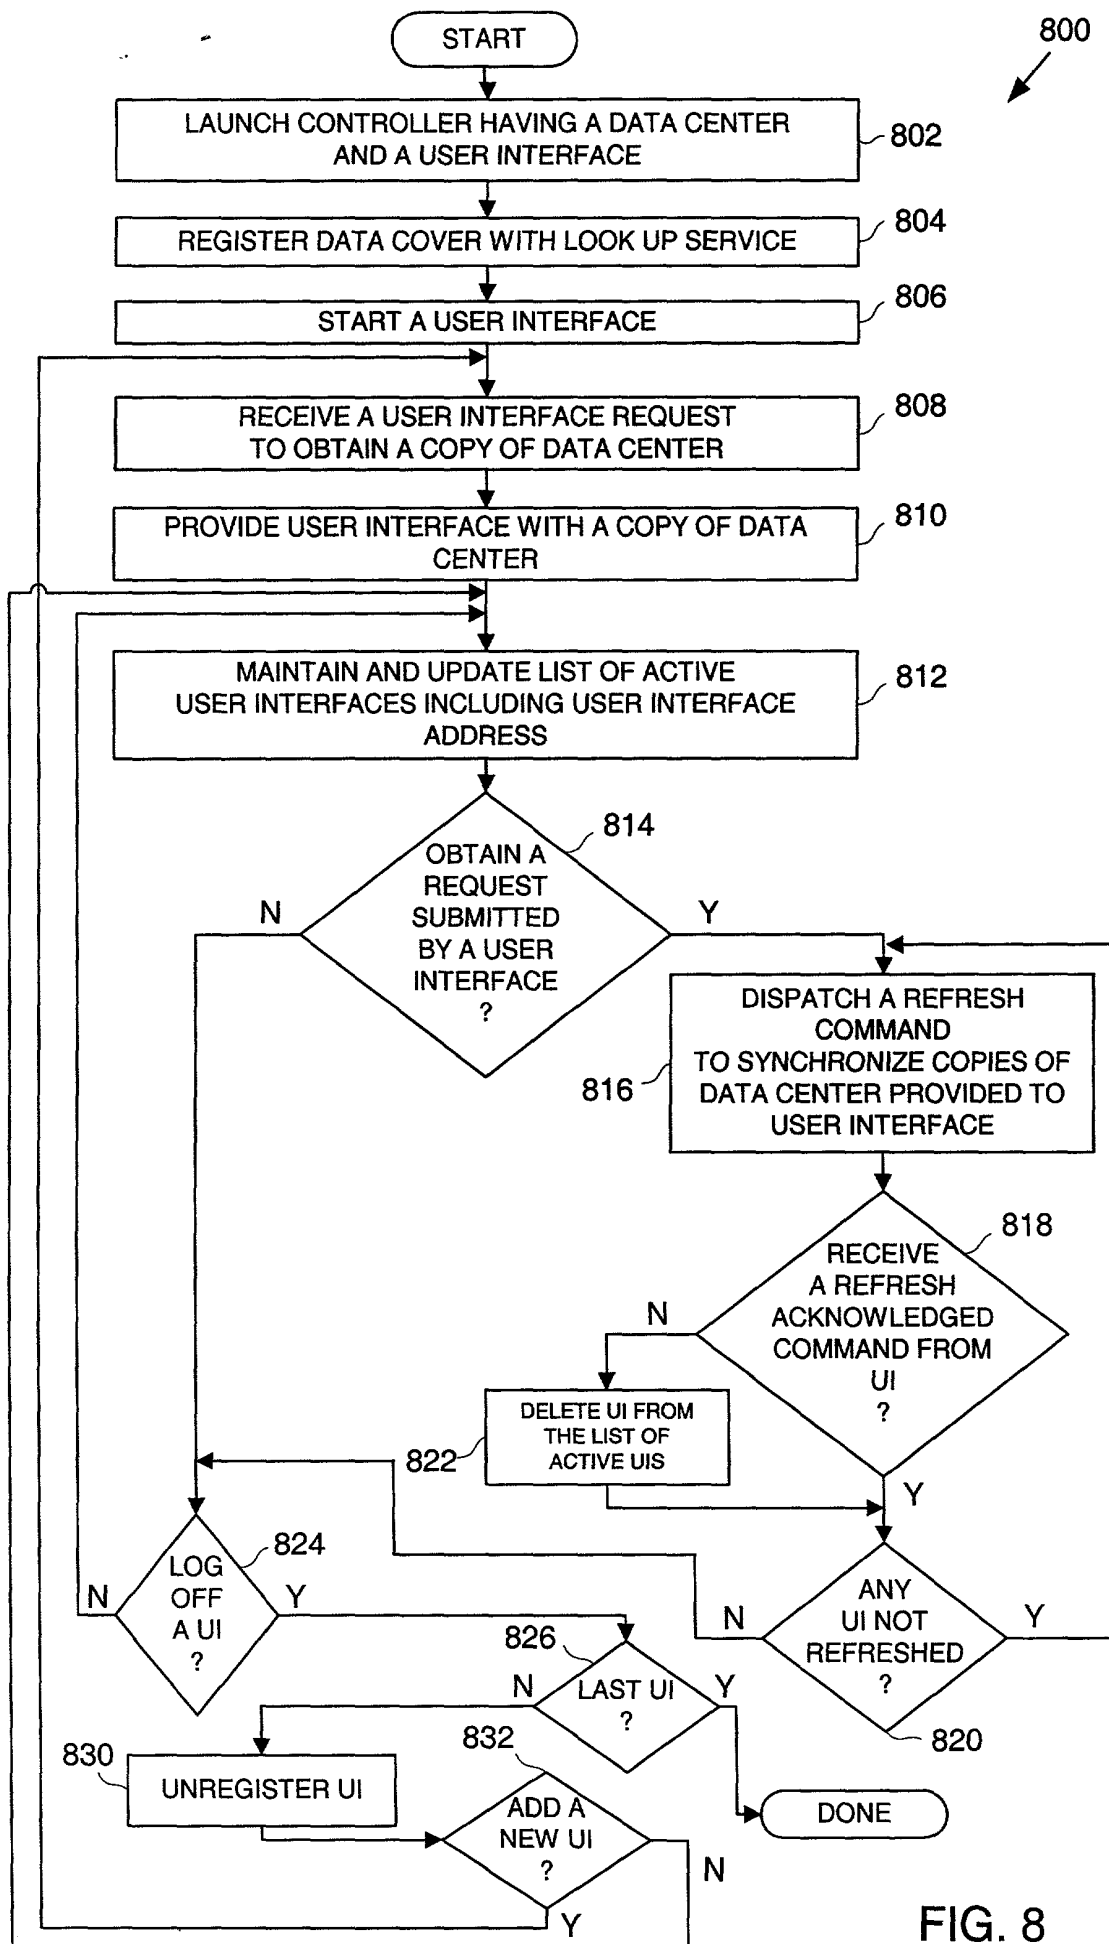 START
800
LAUNCH CONTROLLER HAVING A DATA CENTER
AND A USER INTERFACE
802
REGISTER DATA COVER WITH LOOK UP SERVICE
804
START A USER INTERFACE
806
RECEIVE A USER INTERFACE REQUEST
TO OBTAIN A COPY OF DATA CENTER
808
PROVIDE USER INTERFACE WITH A COPY OF DATA
CENTER
810
MAINTAIN AND UPDATE LIST OF ACTIVE
USER INTERFACES INCLUDING USER INTERFACE
ADDRESS
812
814
OBTAIN A
REQUEST
SUBMITTED
BY A USER
INTERFACE
?
N
Y
DISPATCH A REFRESH
COMMAND
TO SYNCHRONIZE COPIES OF
DATA CENTER PROVIDED TO
USER INTERFACE
816
818
RECEIVE
A REFRESH
ACKNOWLEDGED
COMMAND FROM
UI
?
N
Y
DELETE UI FROM
THE LIST OF
ACTIVE UIS
822
824
LOG
OFF
A UI
?
N
Y
ANY
UI NOT
REFRESHED
?
N
Y
820
826
LAST UI
?
N
Y
830
UNREGISTER UI
832
ADD A
NEW UI
?
N
Y
DONE
FIG. 8